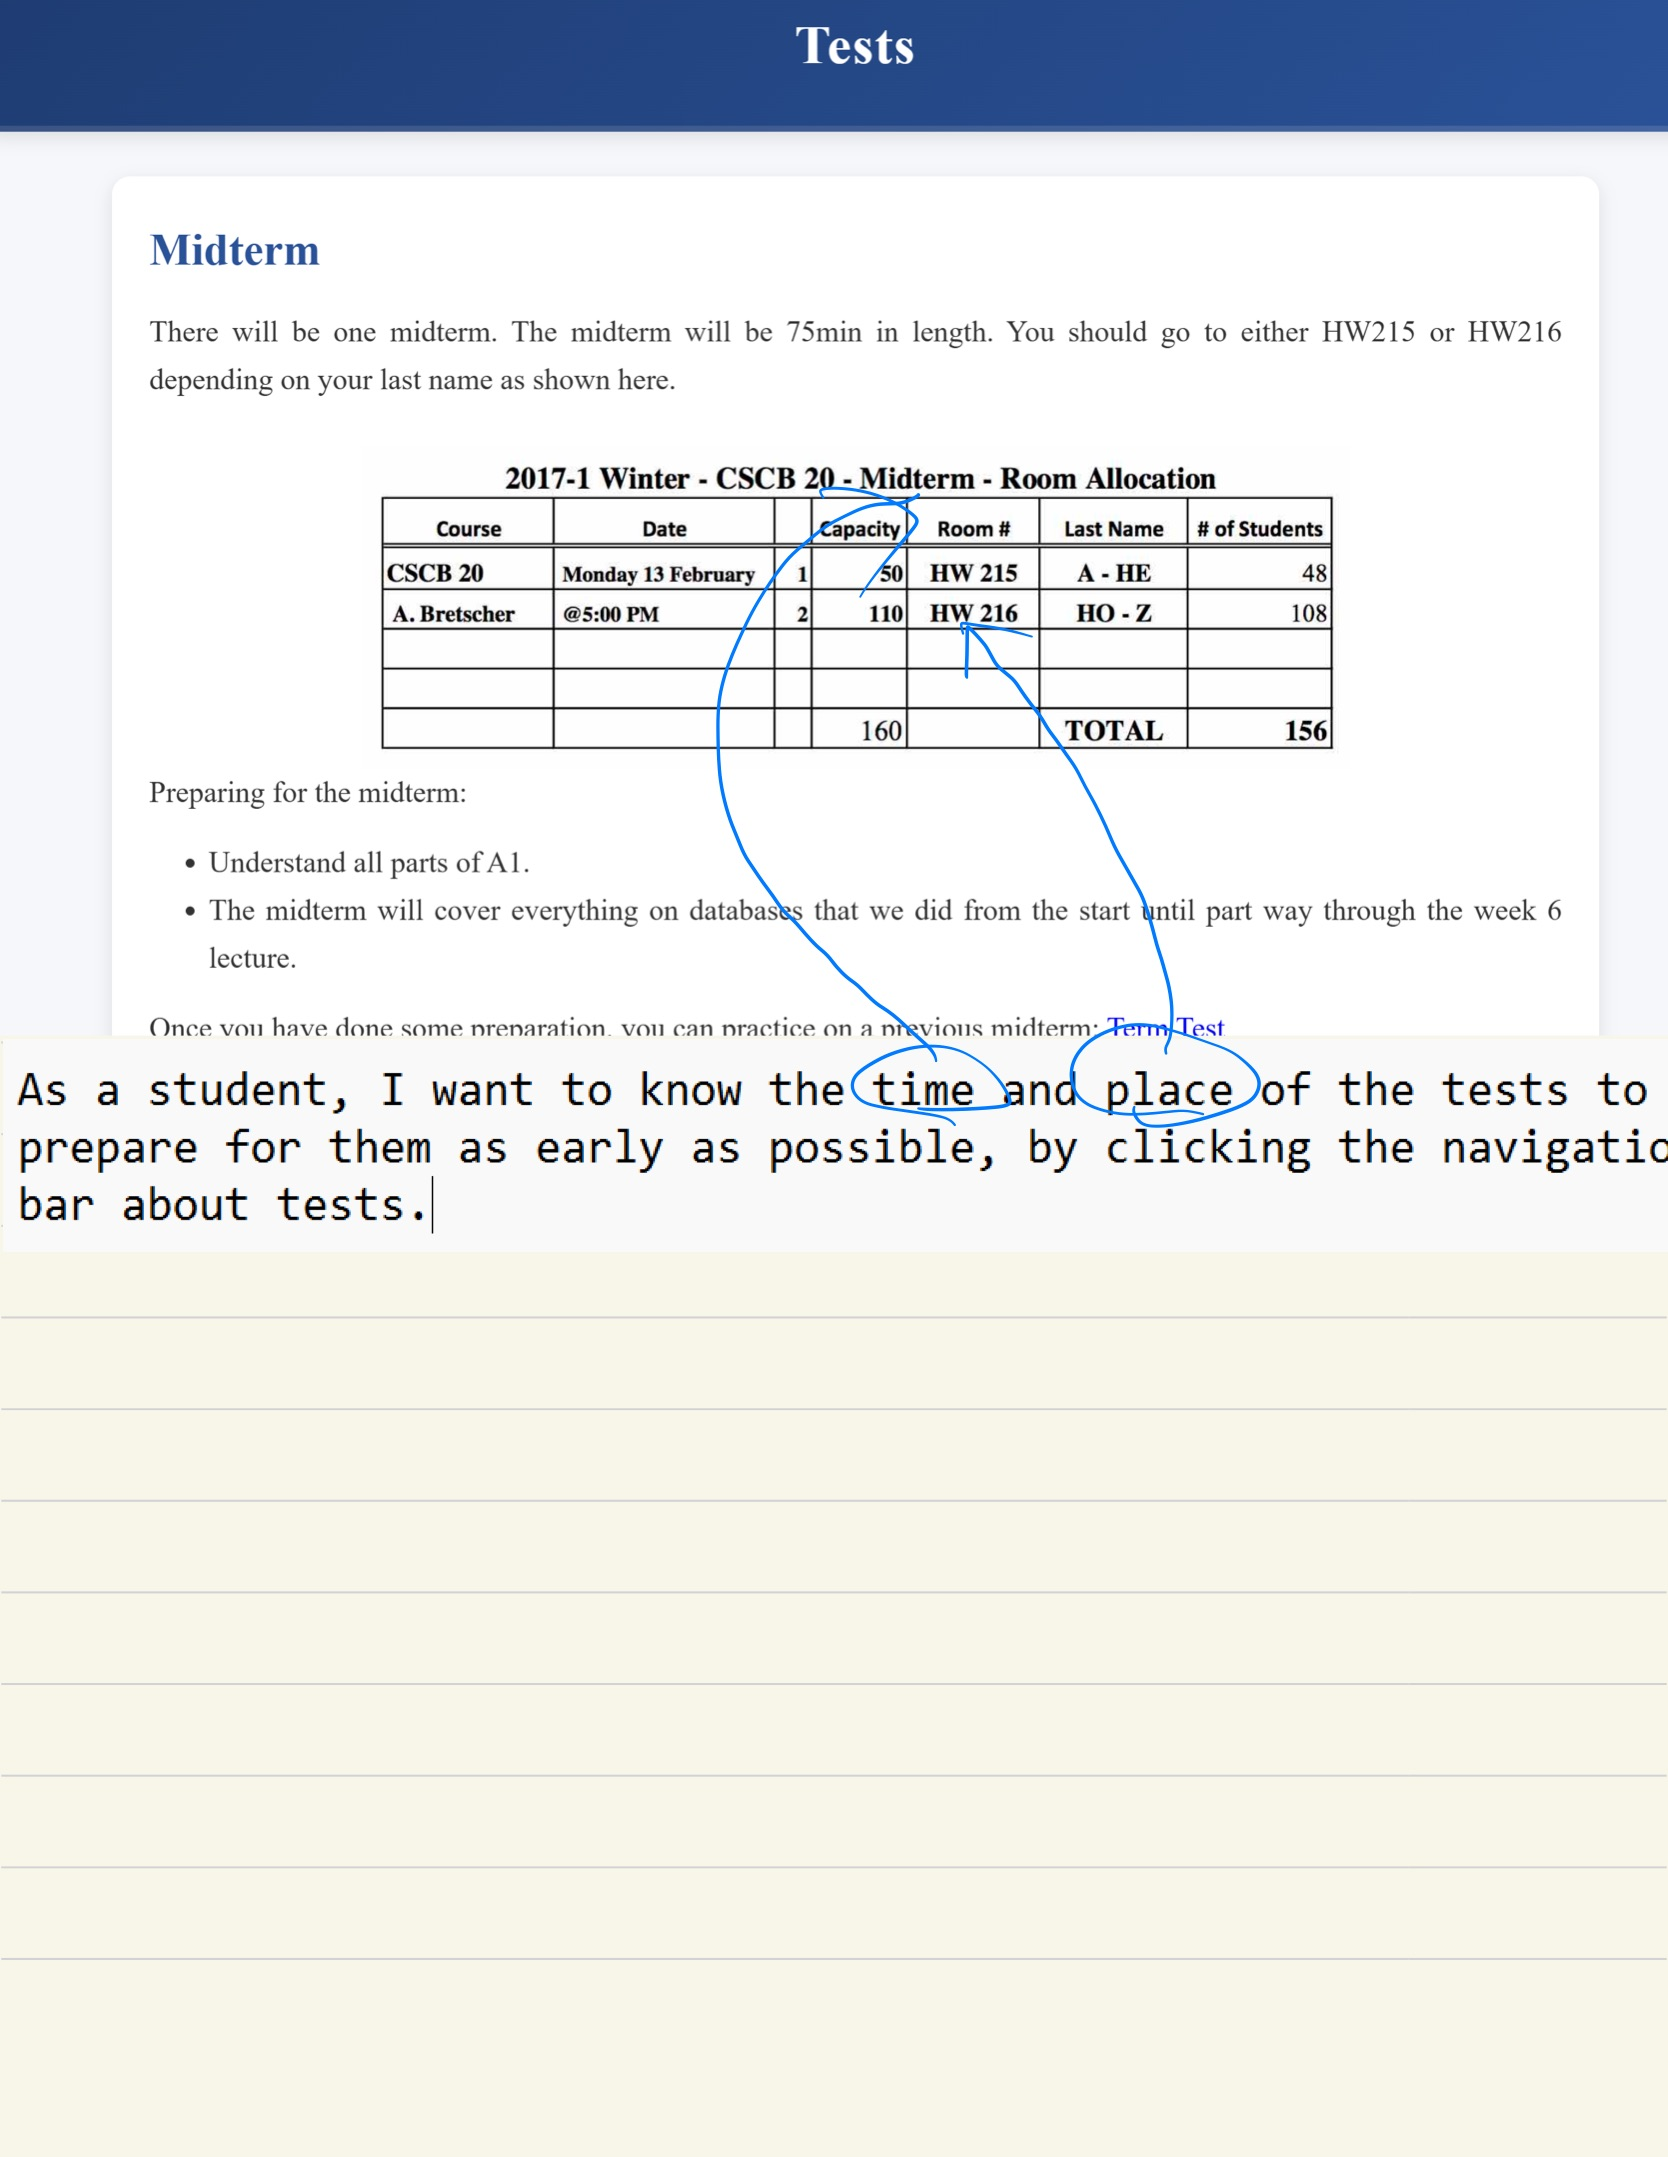 Tests
Midterm
There will be one midterm. The midterm will be 75min in length. You should go to either HW215 or HW216
depending on your last name as shown here.
2017-1 Winter - CSCB 20 - Midterm - Room Allocation
Course Date Capacity Room # Last Name # of Students
CSCB 20 Monday 13 February 1 50 HW 215 A - HE 48
A. Bretscher @5:00 PM 2 110 HW 216 HO - Z 108
160 TOTAL 156
Preparing for the midterm:
• Understand all parts of A1.
• The midterm will cover everything on databases that we did from the start until part way through the week 6
lecture.
Once you have done some preparation, you can practice on a previous midterm: Term Test
As a student, I want to know the time and place of the tests to
prepare for them as early as possible, by clicking the navigatio
bar about tests.